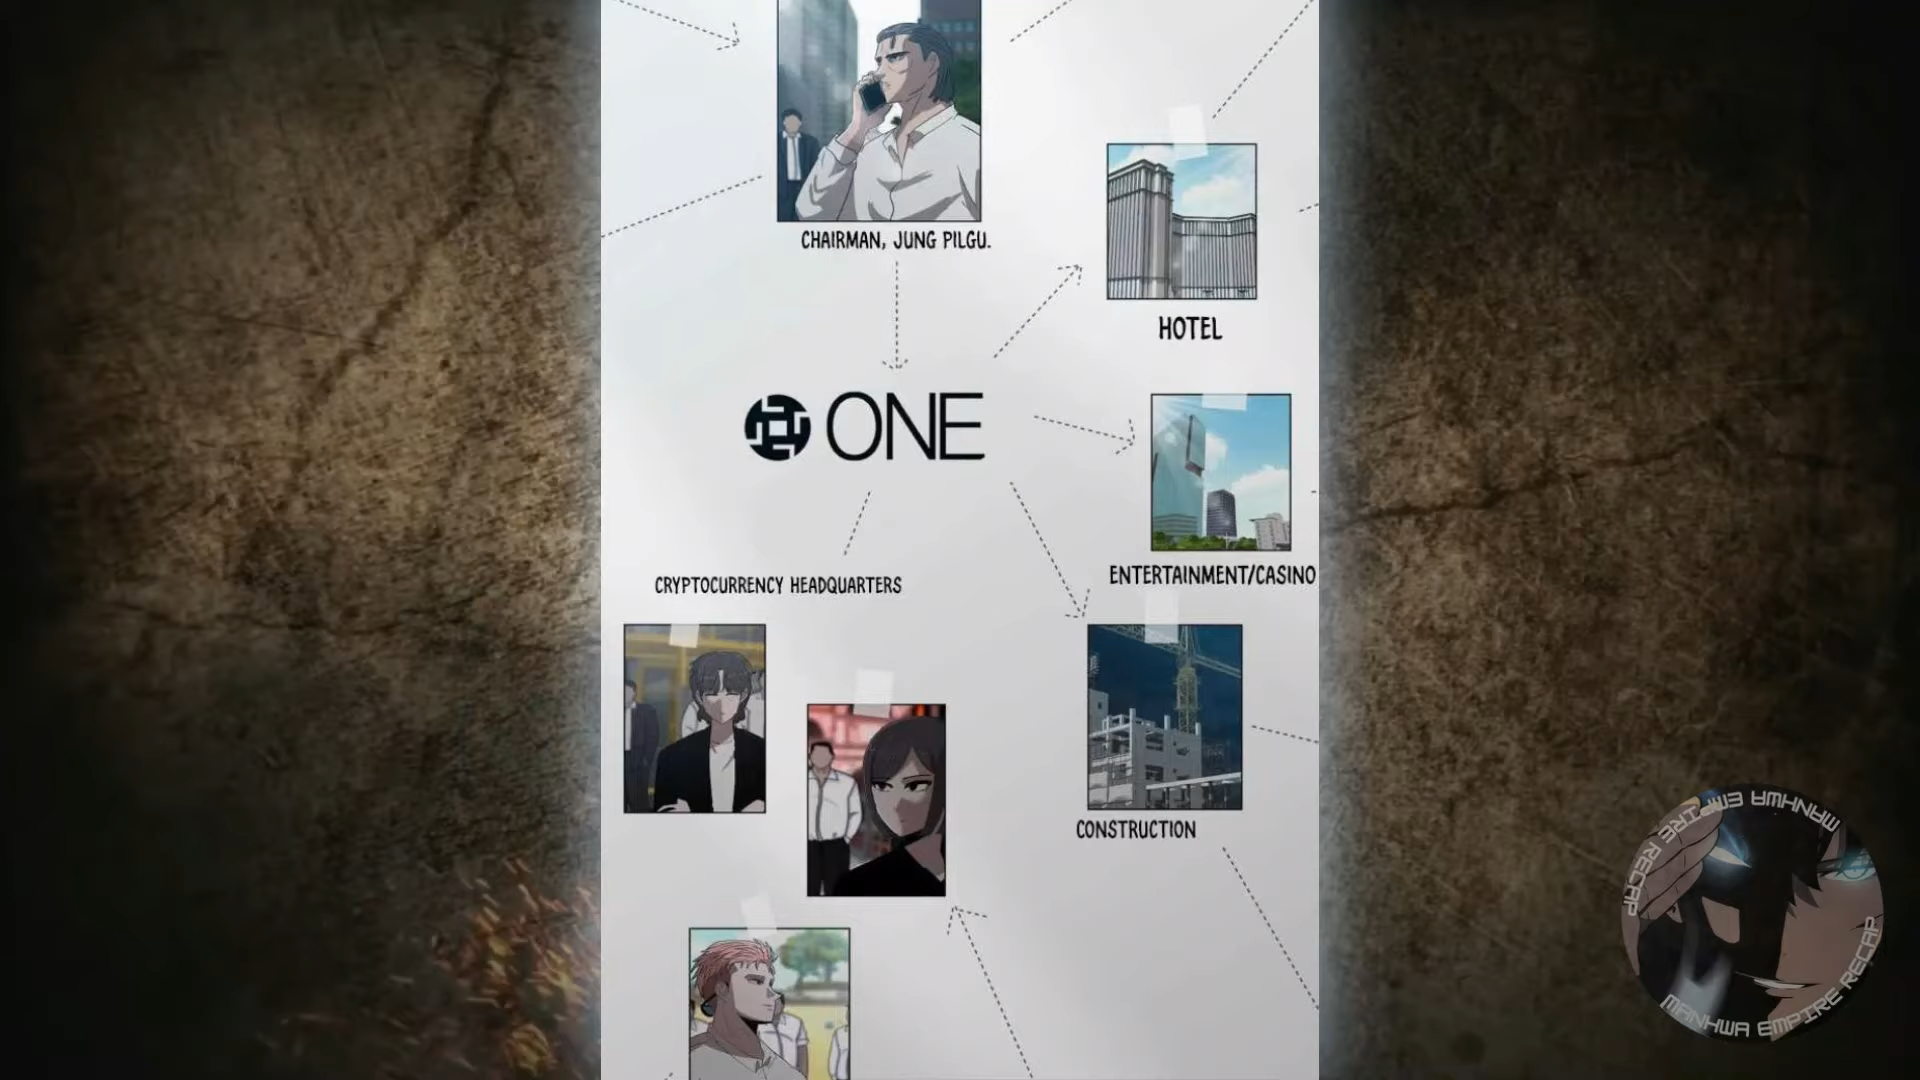 CHAIRMAN, JUNG PILGU.
HOTEL
ONE
ENTERTAINMENT/CASINO
CRYPTOCURRENCY HEADQUARTERS
CONSTRUCTION
MANHWA EMPIRE RECAP
MANHWA EMPIRE RECAP